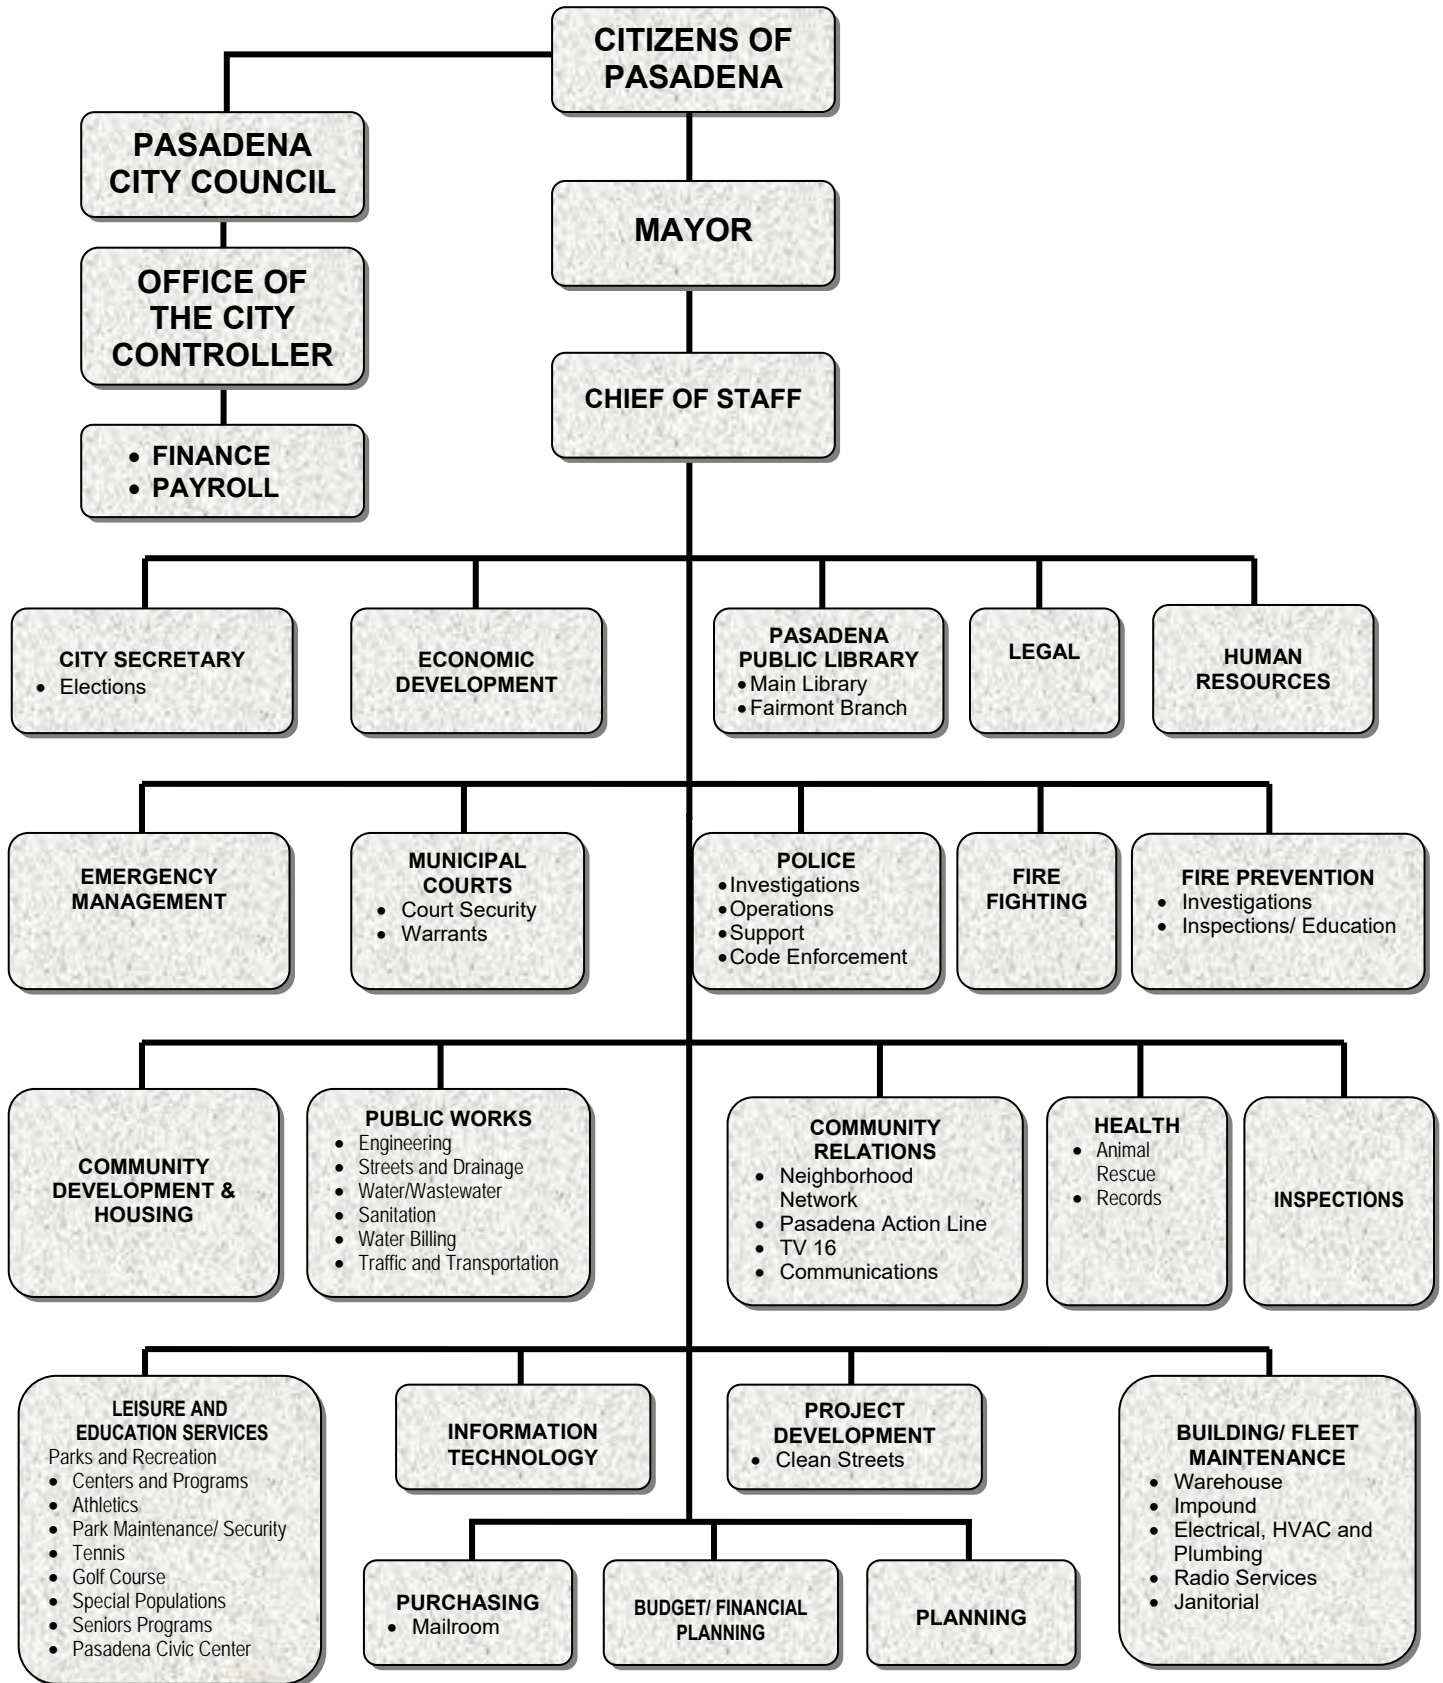 CITIZENS OF
PASADENA
PASADENA
CITY COUNCIL
MAYOR
OFFICE OF
THE CITY
CONTROLLER
CHIEF OF STAFF
• FINANCE
• PAYROLL
CITY SECRETARY
• Elections
ECONOMIC
DEVELOPMENT
PASADENA
PUBLIC LIBRARY
• Main Library
• Fairmont Branch
LEGAL
HUMAN
RESOURCES
EMERGENCY
MANAGEMENT
MUNICIPAL
COURTS
• Court Security
• Warrants
POLICE
• Investigations
• Operations
• Support
• Code Enforcement
FIRE
FIGHTING
FIRE PREVENTION
• Investigations
• Inspections/ Education
COMMUNITY
DEVELOPMENT &
HOUSING
PUBLIC WORKS
• Engineering
• Streets and Drainage
• Water/Wastewater
• Sanitation
• Water Billing
• Traffic and Transportation
COMMUNITY
RELATIONS
• Neighborhood
Network
• Pasadena Action Line
• TV 16
• Communications
HEALTH
• Animal
Rescue
• Records
INSPECTIONS
LEISURE AND
EDUCATION SERVICES
Parks and Recreation
• Centers and Programs
• Athletics
• Park Maintenance/ Security
• Tennis
• Golf Course
• Special Populations
• Seniors Programs
• Pasadena Civic Center
INFORMATION
TECHNOLOGY
PROJECT
DEVELOPMENT
• Clean Streets
BUILDING/ FLEET
MAINTENANCE
• Warehouse
• Impound
• Electrical, HVAC and
Plumbing
• Radio Services
• Janitorial
PURCHASING
• Mailroom
BUDGET/ FINANCIAL
PLANNING
PLANNING